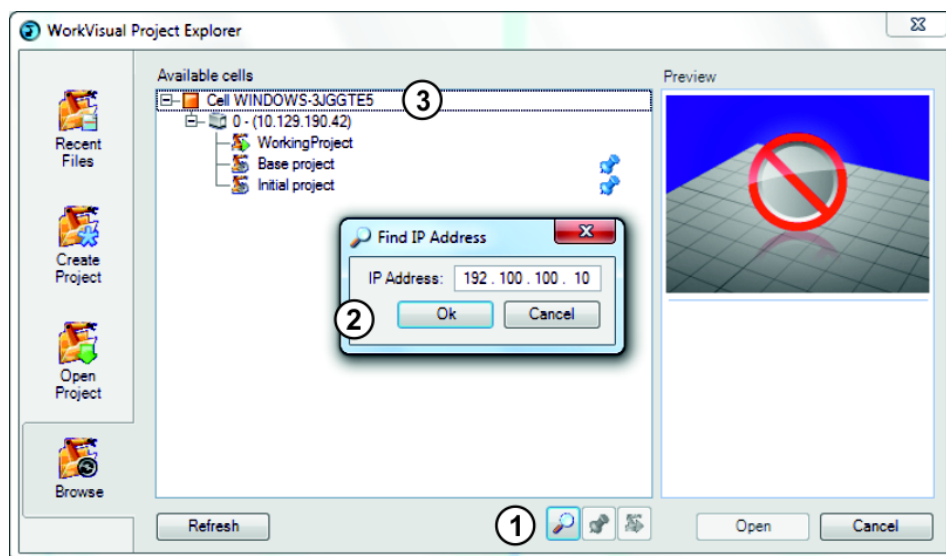 WorkVisual Project Explorer
Recent
Files
Create
Project
Open
Project
Browse
Available cells
Cell WINDOWS-3JGGTE5
3
0 - (10.129.190.42)
WorkingProject
Base project
Initial project
Find IP Address
IP Address: 192 . 100 . 100 . 10
2
Ok
Cancel
Preview
Refresh
1
Open
Cancel